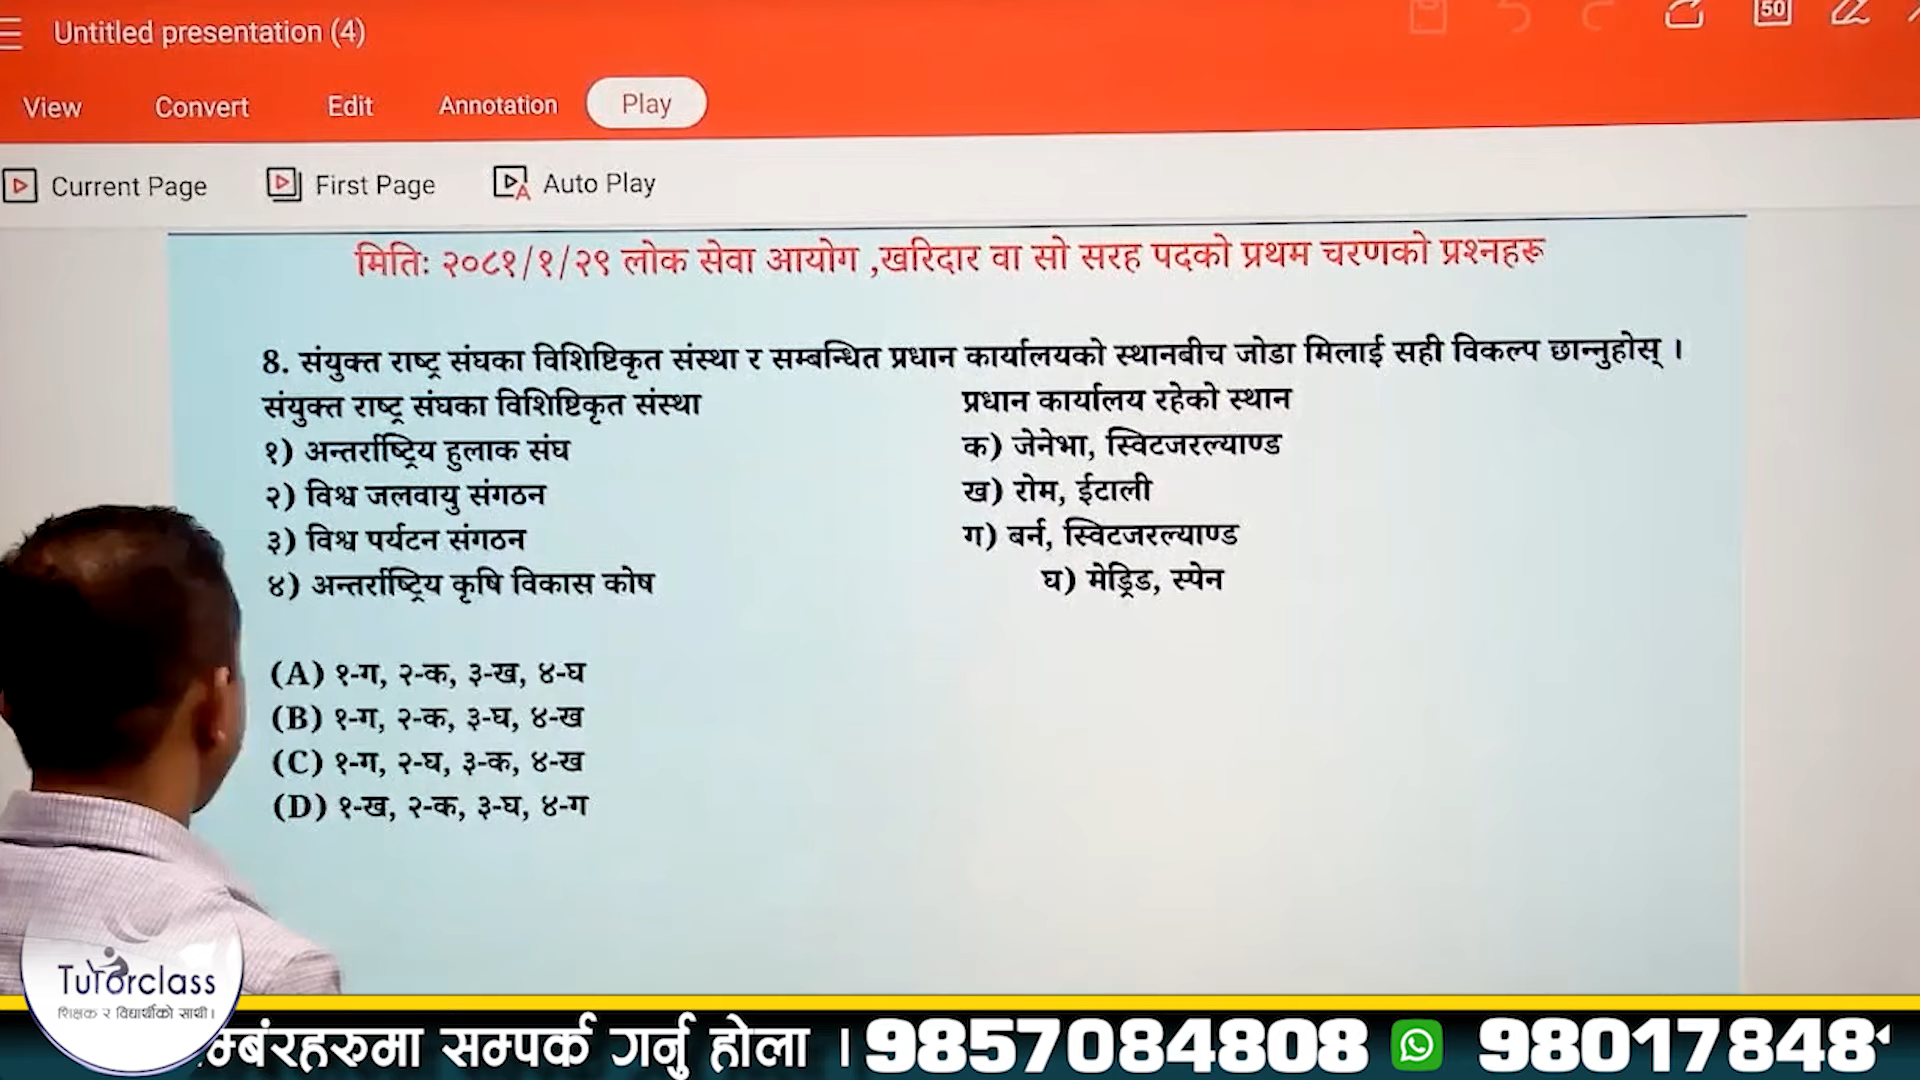 Untitled presentation (4)
50
View Convert Edit Annotation Play
Current Page First Page Auto Play
मितिः २०८१/१/२९ लोक सेवा आयोग ,खरिदार वा सो सरह पदको प्रथम चरणको प्रश्नहरू
8. संयुक्त राष्ट्र संघका विशिष्टिकृत संस्था र सम्बन्धित प्रधान कार्यालयको स्थानबीच जोडा मिलाई सही विकल्प छान्नुहोस् ।
संयुक्त राष्ट्र संघका विशिष्टिकृत संस्था प्रधान कार्यालय रहेको स्थान
१) अन्तर्राष्ट्रिय हुलाक संघ क) जेनेभा, स्विटजरल्याण्ड
२) विश्व जलवायु संगठन ख) रोम, ईटाली
३) विश्व पर्यटन संगठन ग) बर्न, स्विटजरल्याण्ड
४) अन्तर्राष्ट्रिय कृषि विकास कोष घ) मेड्रिड, स्पेन
(A) १-ग, २-क, ३-ख, ४-घ
(B) १-ग, २-क, ३-घ, ४-ख
(C) १-ग, २-घ, ३-क, ४-ख
(D) १-ख, २-क, ३-घ, ४-ग
Tutorclass
शिक्षक र विद्यार्थीको साथी।
म्बंरहरुमा सम्पर्क गर्नु होला । 9857084808 98017848